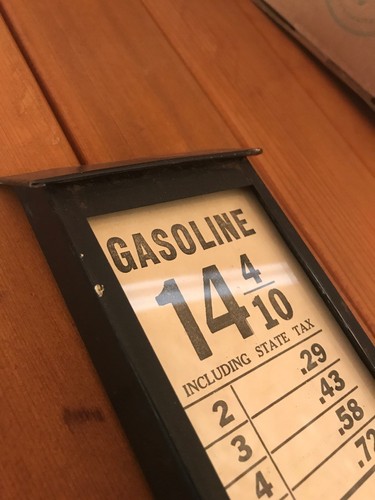 GASOLINE
14 4/10
INCLUDING STATE TAX
2 .29
3 .43
4 .58
.72